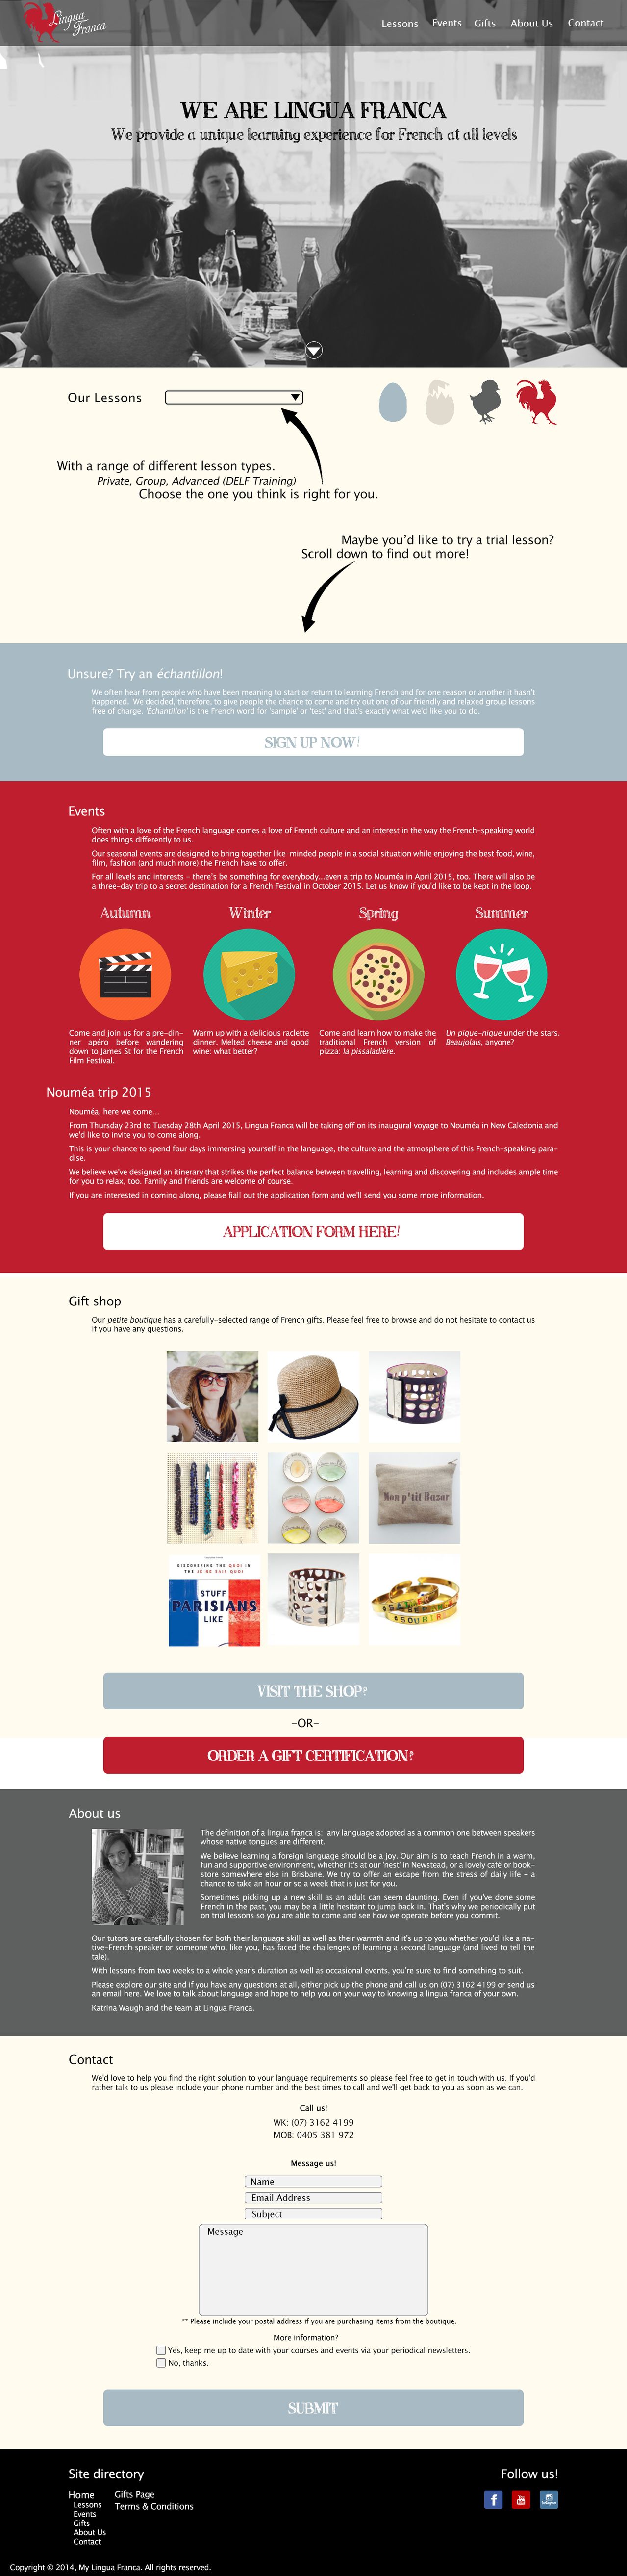 Lingua
Franca
Lessons Events Gifts About Us Contact
WE ARE LINGUA FRANCA
We provide a unique learning experience for French at all levels
Our Lessons
With a range of different lesson types.
Private, Group, Advanced (DELF Training)
Choose the one you think is right for you.
Maybe you'd like to try a trial lesson?
Scroll down to find out more!
Unsure? Try an échantillon!
We often hear from people who have been meaning to start or return to learning French and for one reason or another it hasn't
happened. We decided, therefore, to give people the chance to come and try out one of our friendly and relaxed group lessons
free of charge. 'Échantillon' is the French word for 'sample' or 'test' and that's exactly what we'd like you to do.
SIGN UP NOW!
Events
Often with a love of the French language comes a love of French culture and an interest in the way the French-speaking world
does things differently to us.
Our seasonal events are designed to bring together like-minded people in a social situation while enjoying the best food, wine,
film, fashion (and much more) the French have to offer.
For all levels and interests - there's be something for everybody...even a trip to Nouméa in April 2015, too. There will also be
a three-day trip to a secret destination for a French Festival in October 2015. Let us know if you'd like to be kept in the loop.
Autumn
Winter
Spring
Summer
Come and join us for a pre-din-
ner apéro before wandering
down to James St for the French
Film Festival.
Warm up with a delicious raclette
dinner. Melted cheese and good
wine: what better?
Come and learn how to make the
traditional French version of
pizza: la pissaladière.
Un pique-nique under the stars.
Beaujolais, anyone?
Nouméa trip 2015
Nouméa, here we come...
From Thursday 23rd to Tuesday 28th April 2015, Lingua Franca will be taking off on its inaugural voyage to Nouméa in New Caledonia and
we'd like to invite you to come along.
This is your chance to spend four days immersing yourself in the language, the culture and the atmosphere of this French-speaking para-
dise.
We believe we've designed an itinerary that strikes the perfect balance between travelling, learning and discovering and includes ample time
for you to relax, too. Family and friends are welcome of course.
If you are interested in coming along, please fiall out the application form and we'll send you some more information.
APPLICATION FORM HERE!
Gift shop
Our petite boutique has a carefully-selected range of French gifts. Please feel free to browse and do not hesitate to contact us
if you have any questions.
Mon p'tit Bazar
DISCOVERING THE QUOI IN
THE JE NE SAIS QUOI
STUFF
PARISIANS
LIKE
SOURIR
VISIT THE SHOP?
-OR-
ORDER A GIFT CERTIFICATION?
About us
The definition of a lingua franca is: any language adopted as a common one between speakers
whose native tongues are different.
We believe learning a foreign language should be a joy. Our aim is to teach French in a warm,
fun and supportive environment, whether it's at our 'nest' in Newstead, or a lovely café or book-
store somewhere else in Brisbane. We try to offer an escape from the stress of daily life - a
chance to take an hour or so a week that is just for you.
Sometimes picking up a new skill as an adult can seem daunting. Even if you've done some
French in the past, you may be a little hesitant to jump back in. That's why we periodically put
on trial lessons so you are able to come and see how we operate before you commit.
Our tutors are carefully chosen for both their language skill as well as their warmth and it's up to you whether you'd like a na-
tive-French speaker or someone who, like you, has faced the challenges of learning a second language (and lived to tell the
tale).
With lessons from two weeks to a whole year's duration as well as occasional events, you're sure to find something to suit.
Please explore our site and if you have any questions at all, either pick up the phone and call us on (07) 3162 4199 or send us
an email here. We love to talk about language and hope to help you on your way to knowing a lingua franca of your own.
Katrina Waugh and the team at Lingua Franca.
Contact
We'd love to help you find the right solution to your language requirements so please feel free to get in touch with us. If you'd
rather talk to us please include your phone number and the best times to call and we'll get back to you as soon as we can.
Call us!
WK: (07) 3162 4199
MOB: 0405 381 972
Message us!
Name
Email Address
Subject
Message
** Please include your postal address if you are purchasing items from the boutique.
More information?
Yes, keep me up to date with your courses and events via your periodical newsletters.
No, thanks.
SUBMIT
Site directory
Follow us!
Home
Lessons
Events
Gifts
About Us
Contact
Gifts Page
Terms & Conditions
You
Tube
Instagram
Copyright © 2014, My Lingua Franca. All rights reserved.